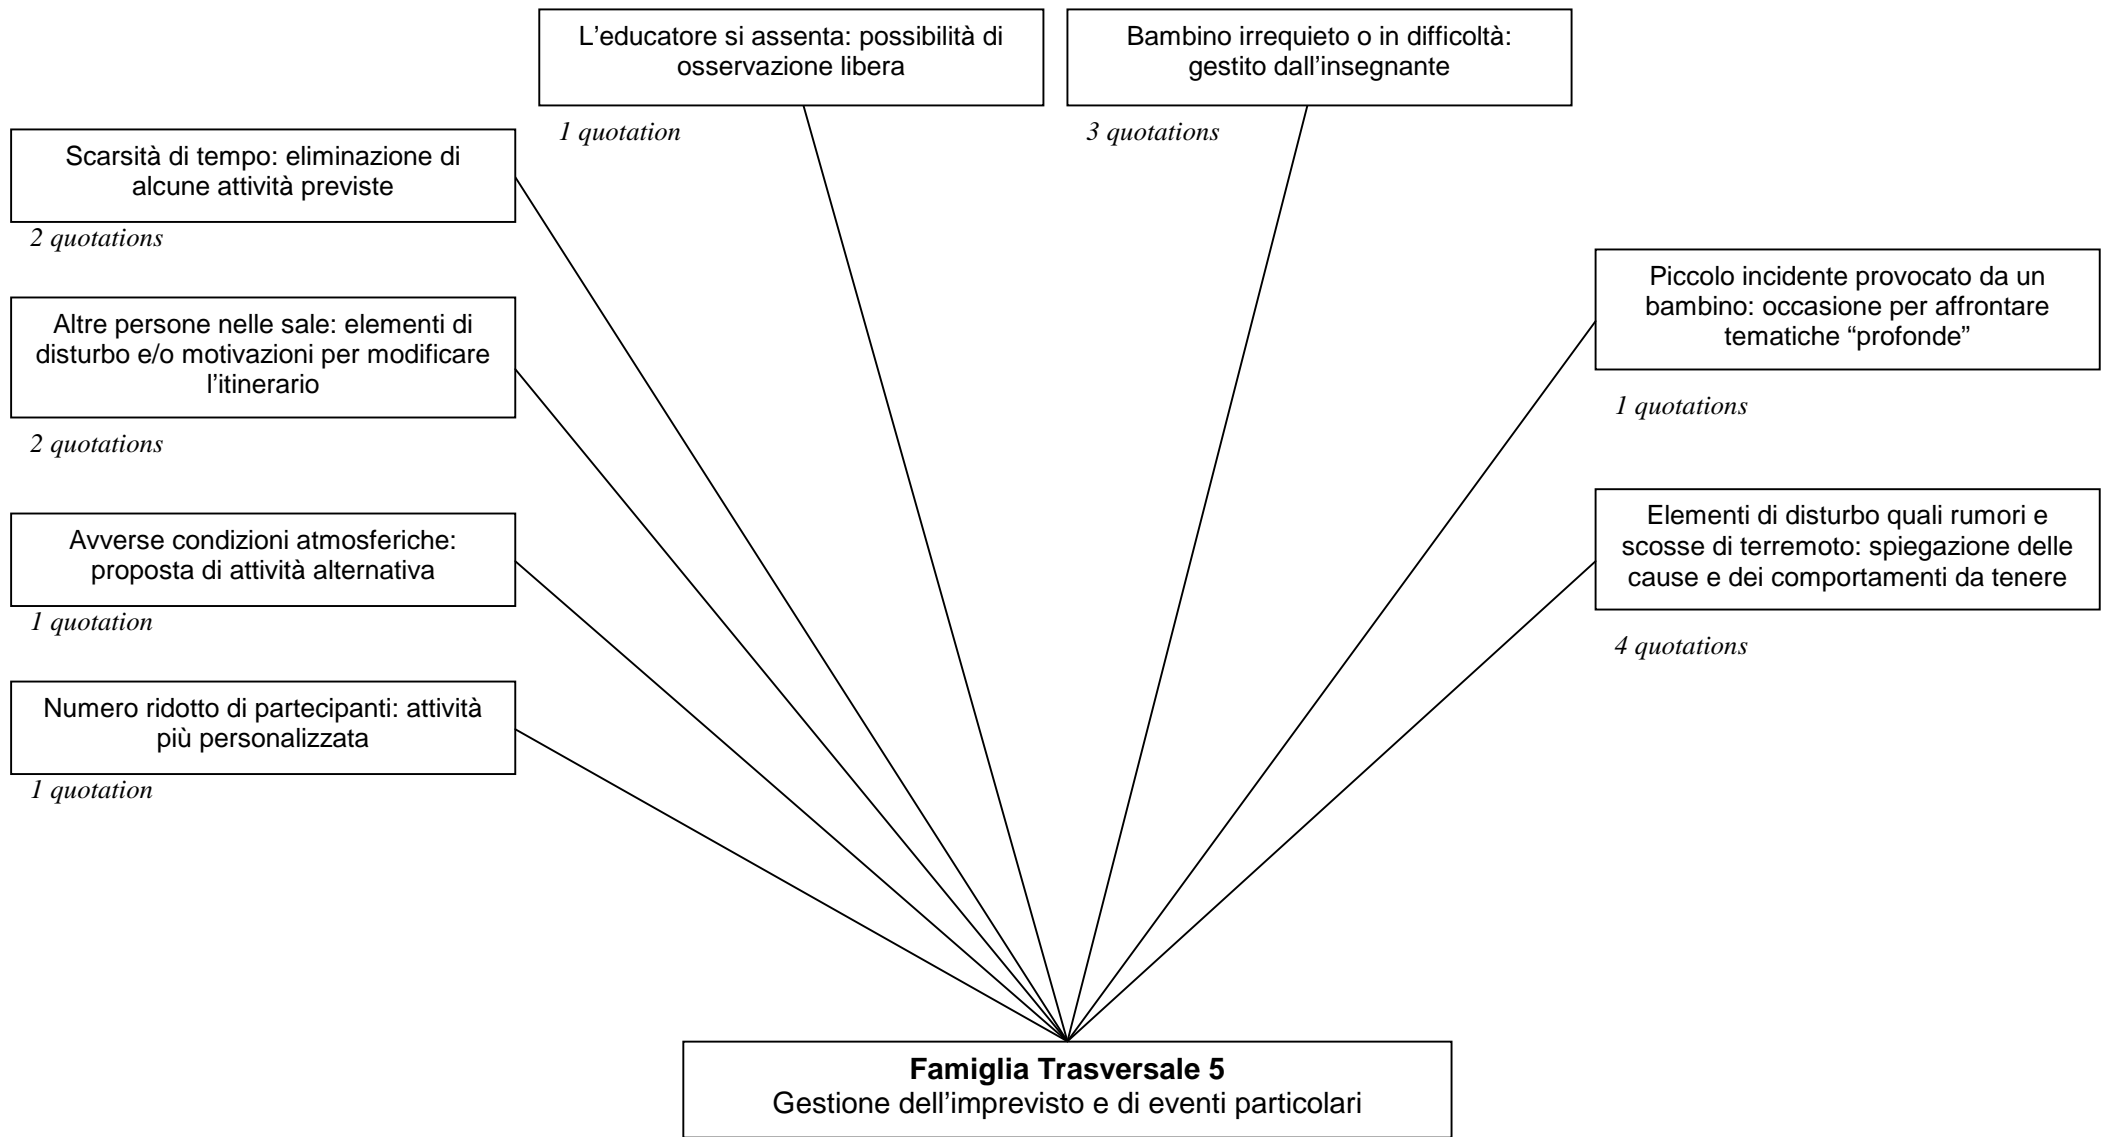 L’educatore si assenta: possibilità di
osservazione libera
1 quotation
Bambino irrequieto o in difficoltà:
gestito dall’insegnante
3 quotations
Scarsità di tempo: eliminazione di
alcune attività previste
2 quotations
Altre persone nelle sale: elementi di
disturbo e/o motivazioni per modificare
l’itinerario
2 quotations
Avverse condizioni atmosferiche:
proposta di attività alternativa
1 quotation
Numero ridotto di partecipanti: attività
più personalizzata
1 quotation
Piccolo incidente provocato da un
bambino: occasione per affrontare
tematiche “profonde”
1 quotations
Elementi di disturbo quali rumori e
scosse di terremoto: spiegazione delle
cause e dei comportamenti da tenere
4 quotations
Famiglia Trasversale 5
Gestione dell’imprevisto e di eventi particolari